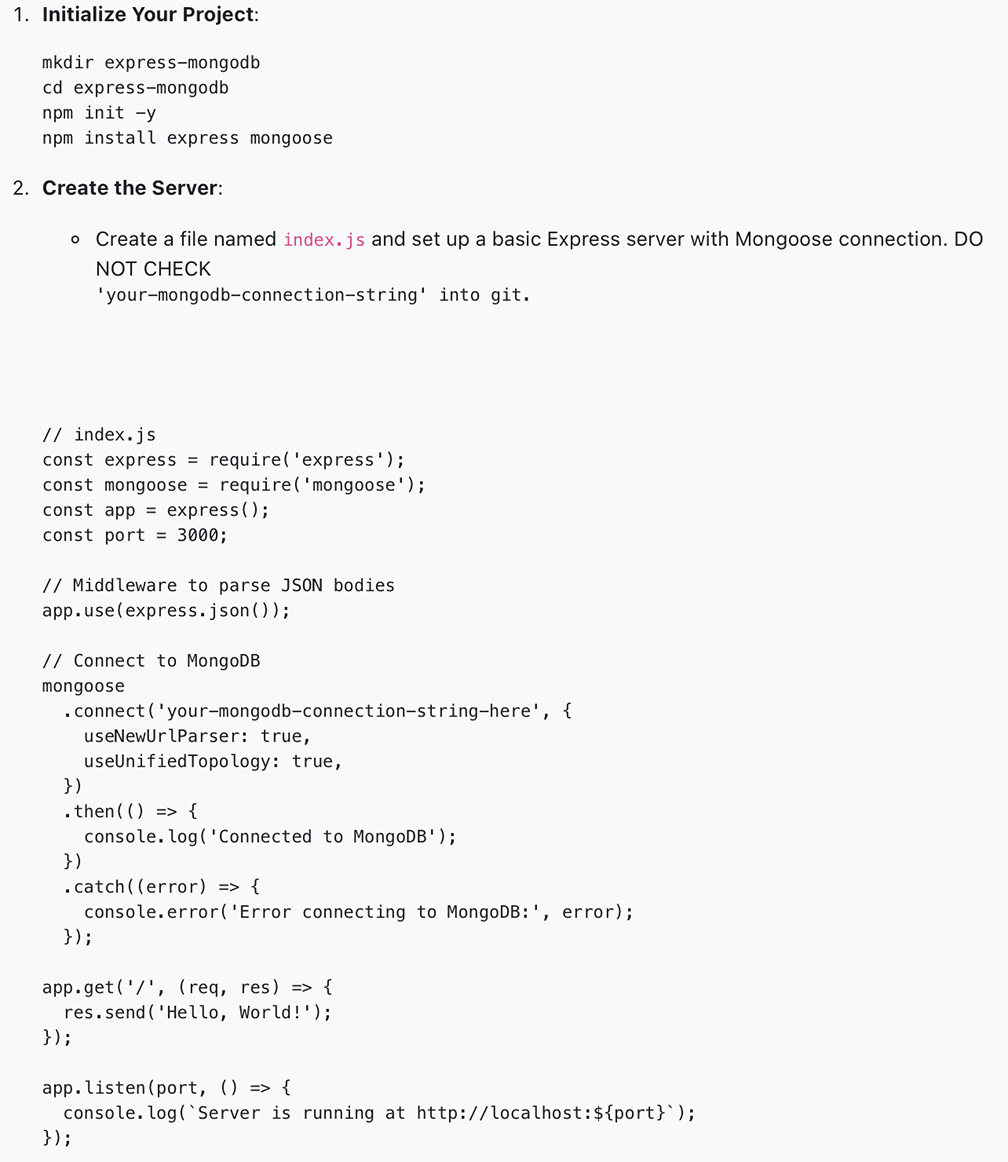 1. Initialize Your Project:
mkdir express-mongodb
cd express-mongodb
npm init -y
npm install express mongoose
2. Create the Server:
Create a file named index.js and set up a basic Express server with Mongoose connection. DO
NOT CHECK
'your-mongodb-connection-string' into git.
// index.js
const express = require('express');
const mongoose = require('mongoose');
const app = express();
const port = 3000;
// Middleware to parse JSON bodies
app.use(express.json());
// Connect to MongoDB
mongoose
  .connect('your-mongodb-connection-string-here', {
    useNewUrlParser: true,
    useUnifiedTopology: true,
  })
  .then(() => {
    console.log('Connected to MongoDB');
  })
  .catch((error) => {
    console.error('Error connecting to MongoDB:', error);
  });
app.get('/', (req, res) => {
  res.send('Hello, World!');
});
app.listen(port, () => {
  console.log(`Server is running at http://localhost:${port}`);
});